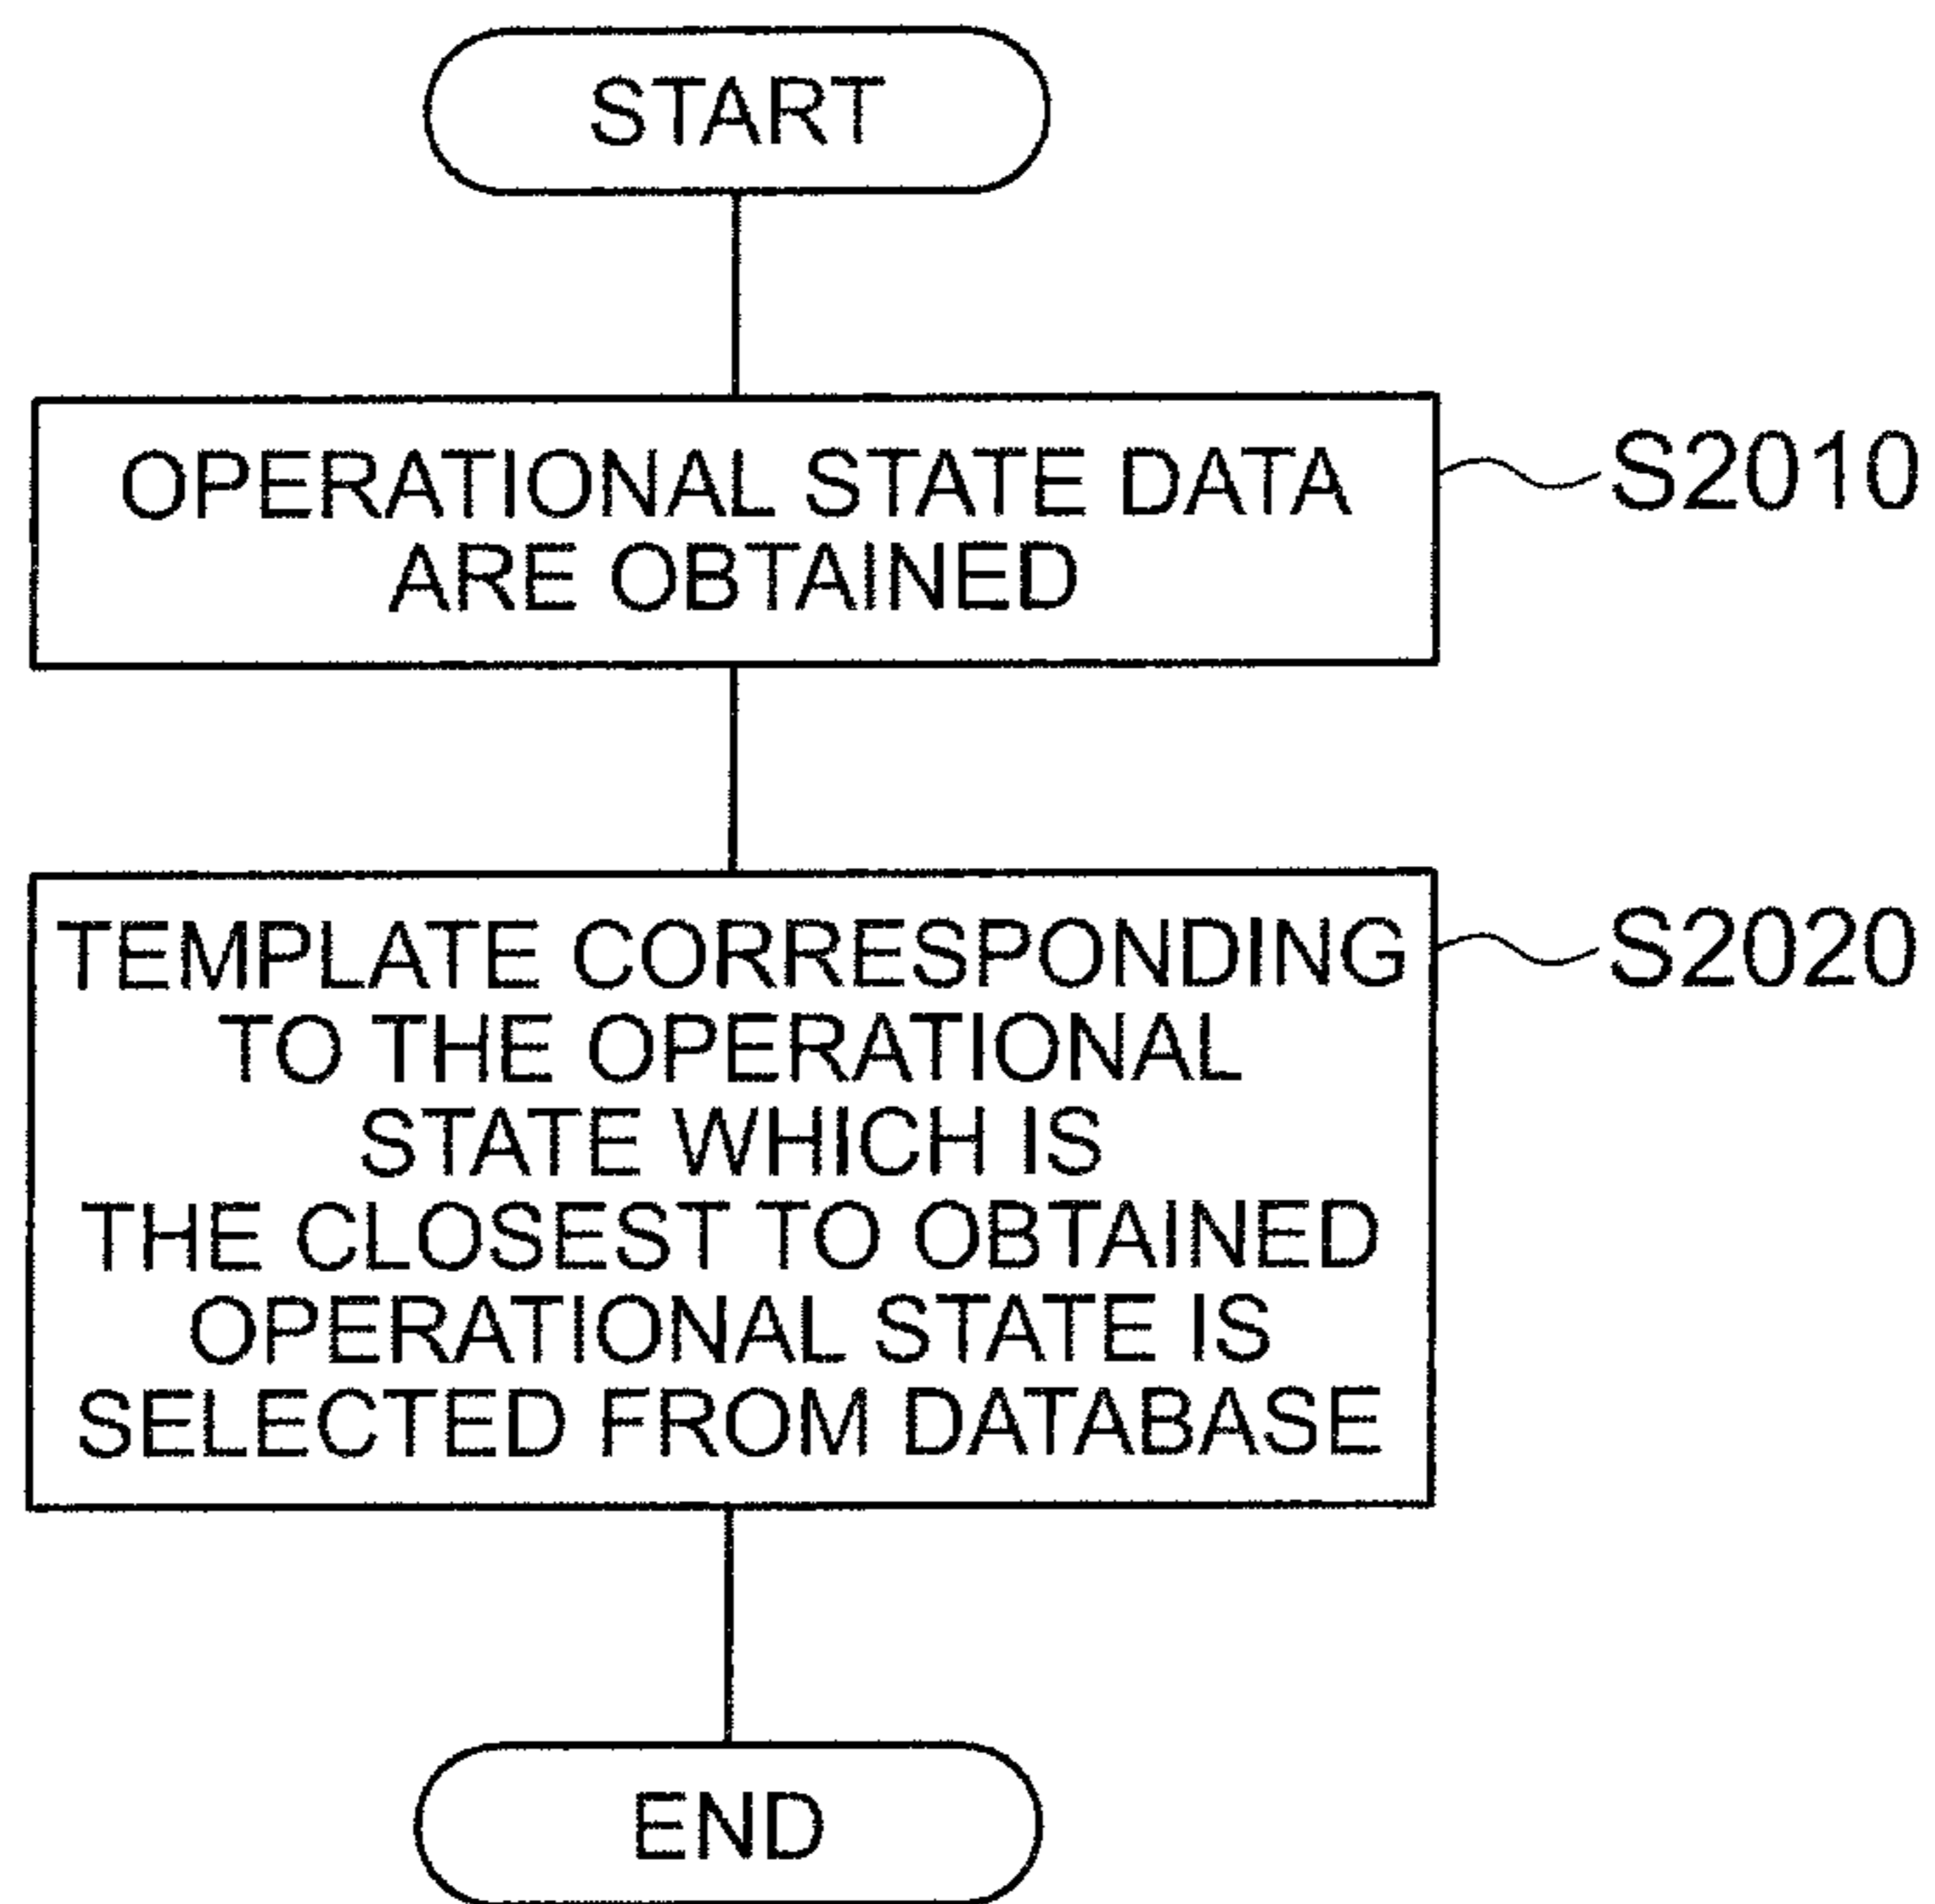 START
OPERATIONAL STATE DATA
ARE OBTAINED
S2010
TEMPLATE CORRESPONDING
TO THE OPERATIONAL
STATE WHICH IS
THE CLOSEST TO OBTAINED
OPERATIONAL STATE IS
SELECTED FROM DATABASE
S2020
END